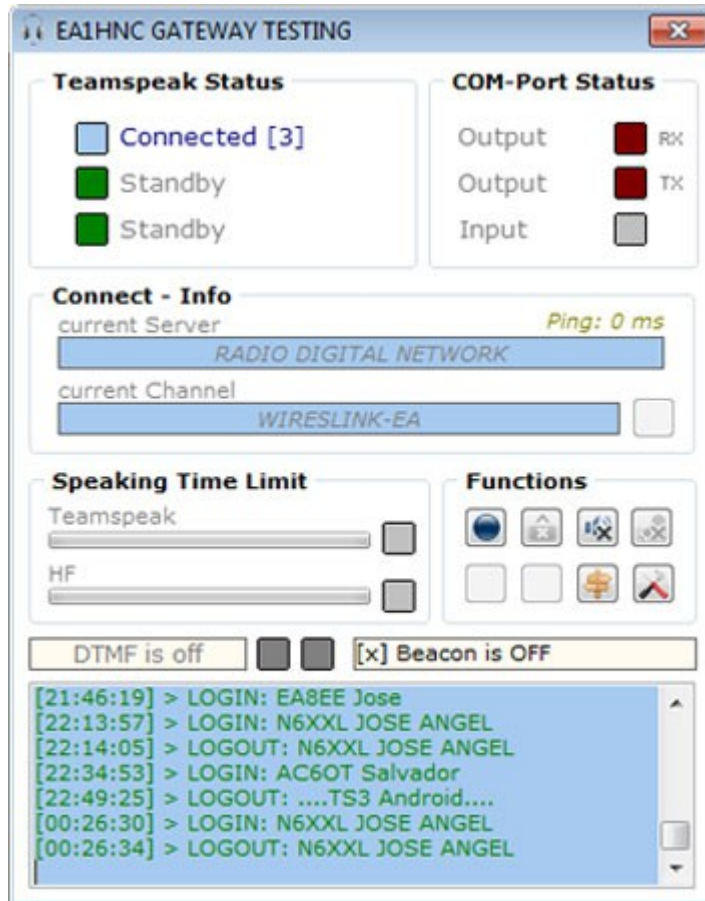 EA1HNC GATEWAY TESTING
Teamspeak Status
Connected [3]
Standby
Standby
COM-Port Status
Output RX
Output TX
Input
Connect - Info
current Server Ping: 0 ms
RADIO DIGITAL NETWORK
current Channel
WIRESLINK-EA
Speaking Time Limit
Teamspeak
HF
Functions
DTMF is off
[x] Beacon is OFF
[21:46:19] > LOGIN: EA8EE Jose
[22:13:57] > LOGIN: N6XXL JOSE ANGEL
[22:14:05] > LOGOUT: N6XXL JOSE ANGEL
[22:34:53] > LOGIN: AC6OT Salvador
[22:49:25] > LOGOUT: ....TS3 Android....
[00:26:30] > LOGIN: N6XXL JOSE ANGEL
[00:26:34] > LOGOUT: N6XXL JOSE ANGEL